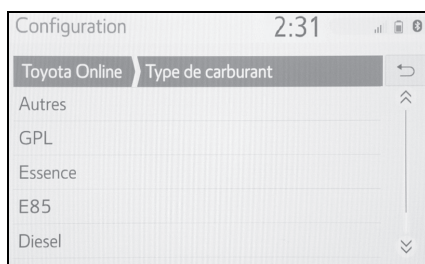 Configuration 2:31
Toyota Online Type de carburant
Autres
GPL
Essence
E85
Diesel